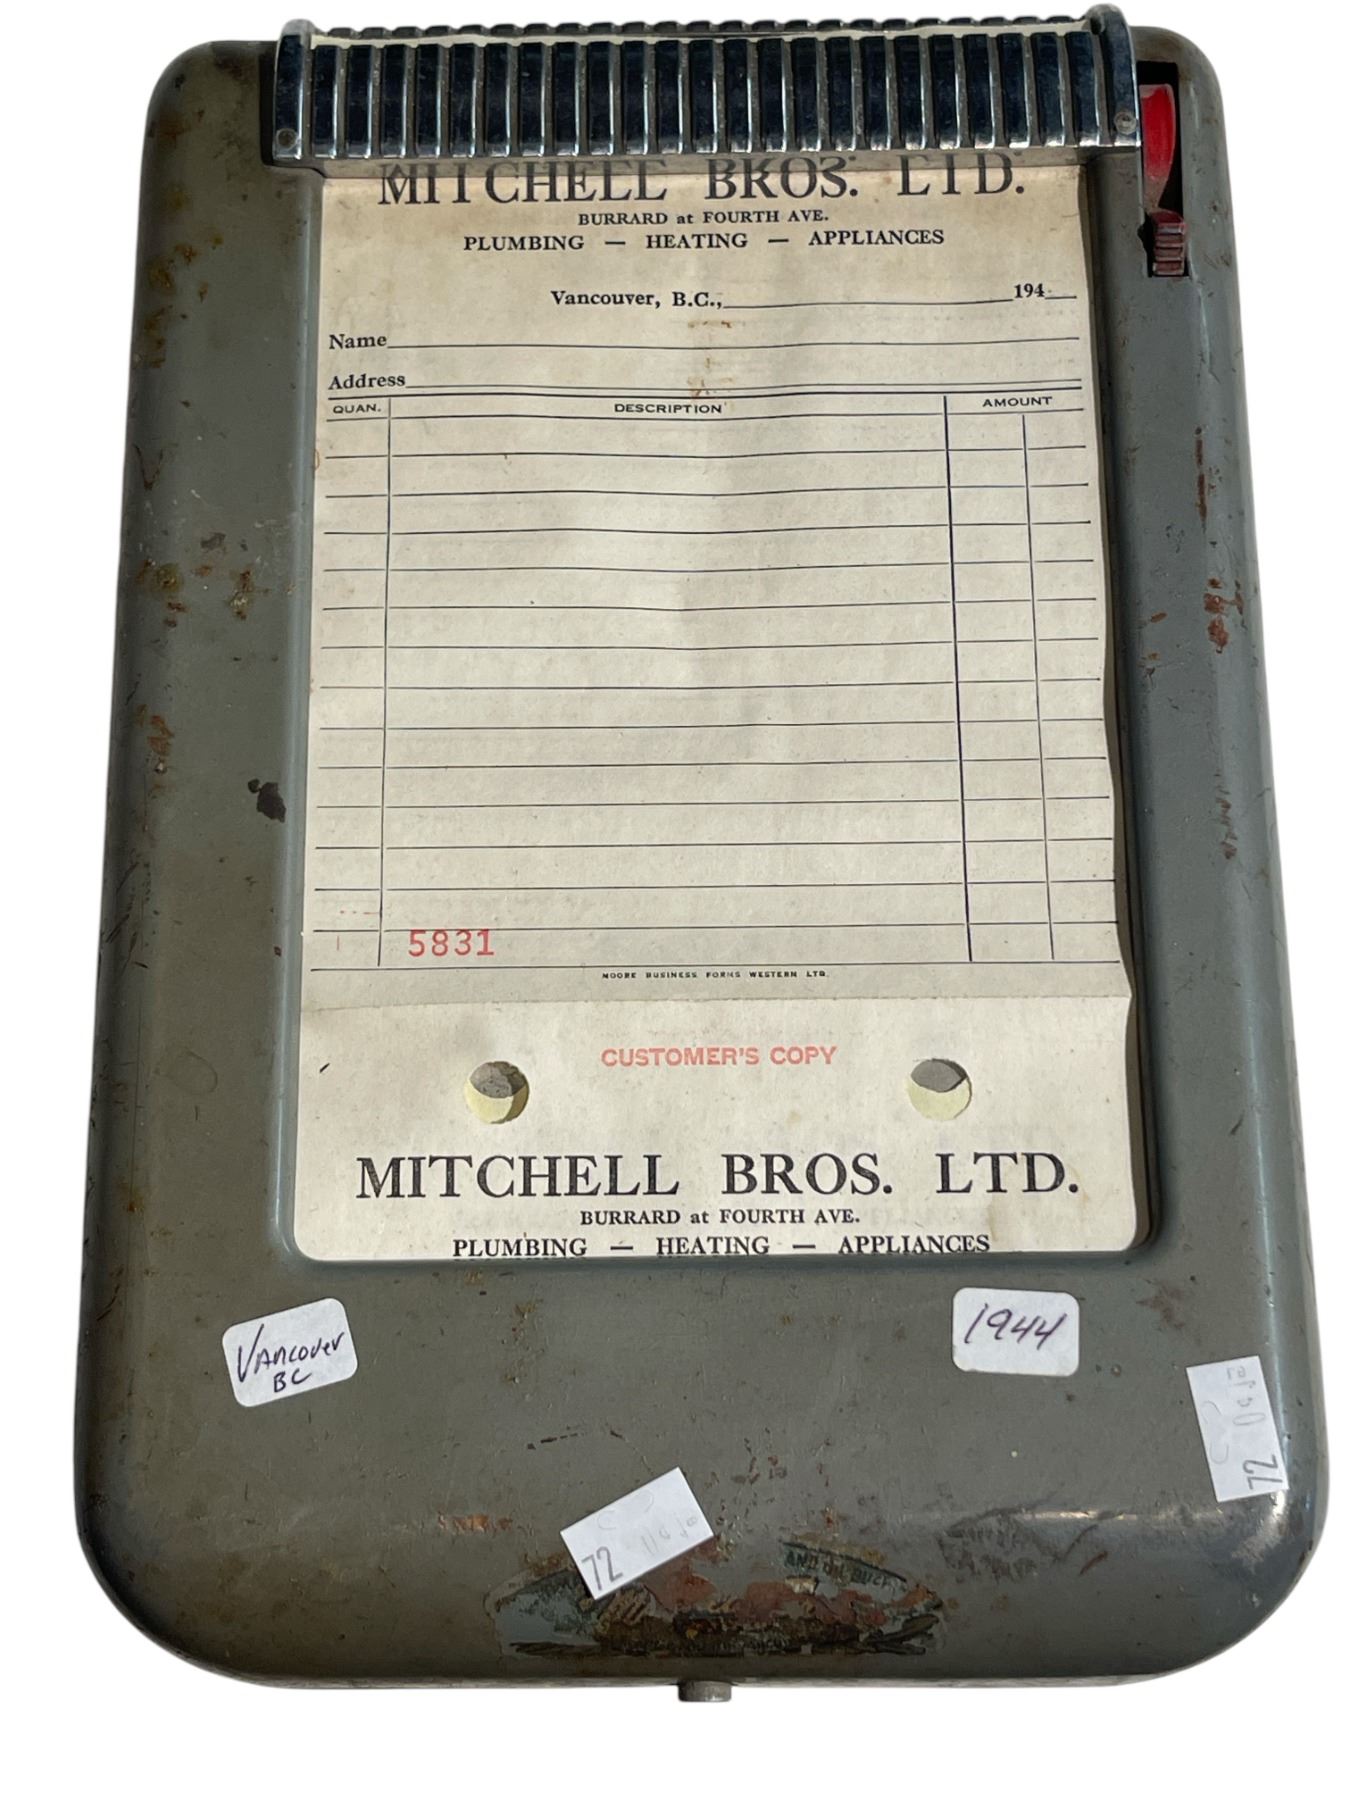 MITCHELL BROS. LTD.
BURRARD at FOURTH AVE.
PLUMBING — HEATING — APPLIANCES
Vancouver, B.C., 194
Name
Address
QUAN. DESCRIPTION AMOUNT
5831
MOORE BUSINESS FORMS WESTERN LTD.
CUSTOMER'S COPY
MITCHELL BROS. LTD.
BURRARD at FOURTH AVE.
PLUMBING — HEATING — APPLIANCES
VANCOUVER
BC
1944
72
72